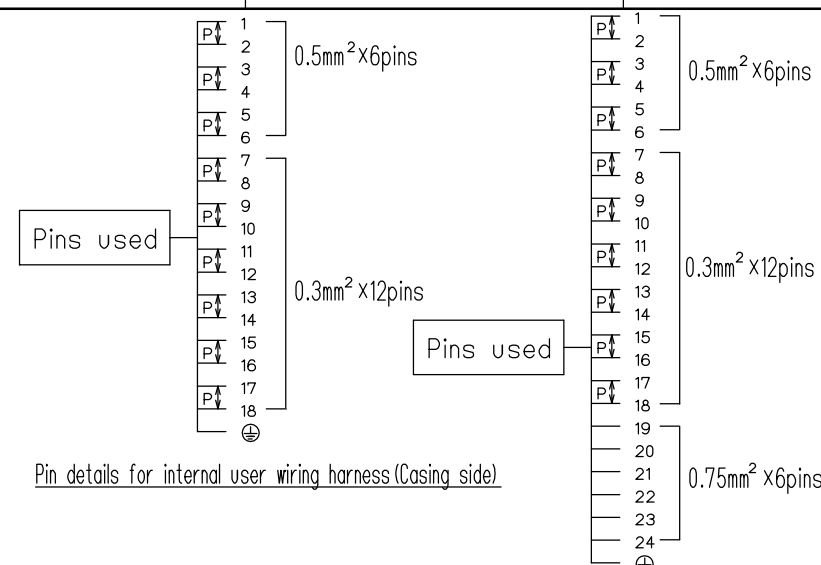 P
1
2
P
3
4
P
5
6
P
7
8
P
9
10
P
11
12
P
13
14
P
15
16
P
17
18
0.5mm²×6pins
0.3mm²×12pins
Pins used
Pin details for internal user wiring harness (Casing side)
P
1
2
P
3
4
P
5
6
P
7
8
P
9
10
P
11
12
P
13
14
P
15
16
P
17
18
19
20
21
22
23
24
0.5mm²×6pins
0.3mm²×12pins
0.75mm²×6pins
Pins used